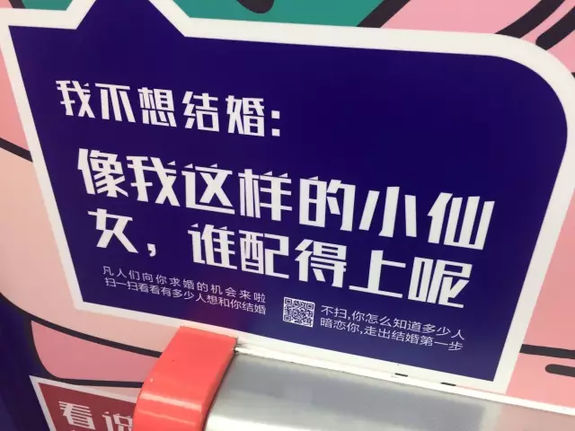 我不想结婚:
像我这样的小仙
女，谁配得上呢
凡人们向你求婚的机会来啦
扫一扫看看有多少人想和你结婚
不扫,你怎么知道多少人
暗恋你,走出结婚第一步
看说